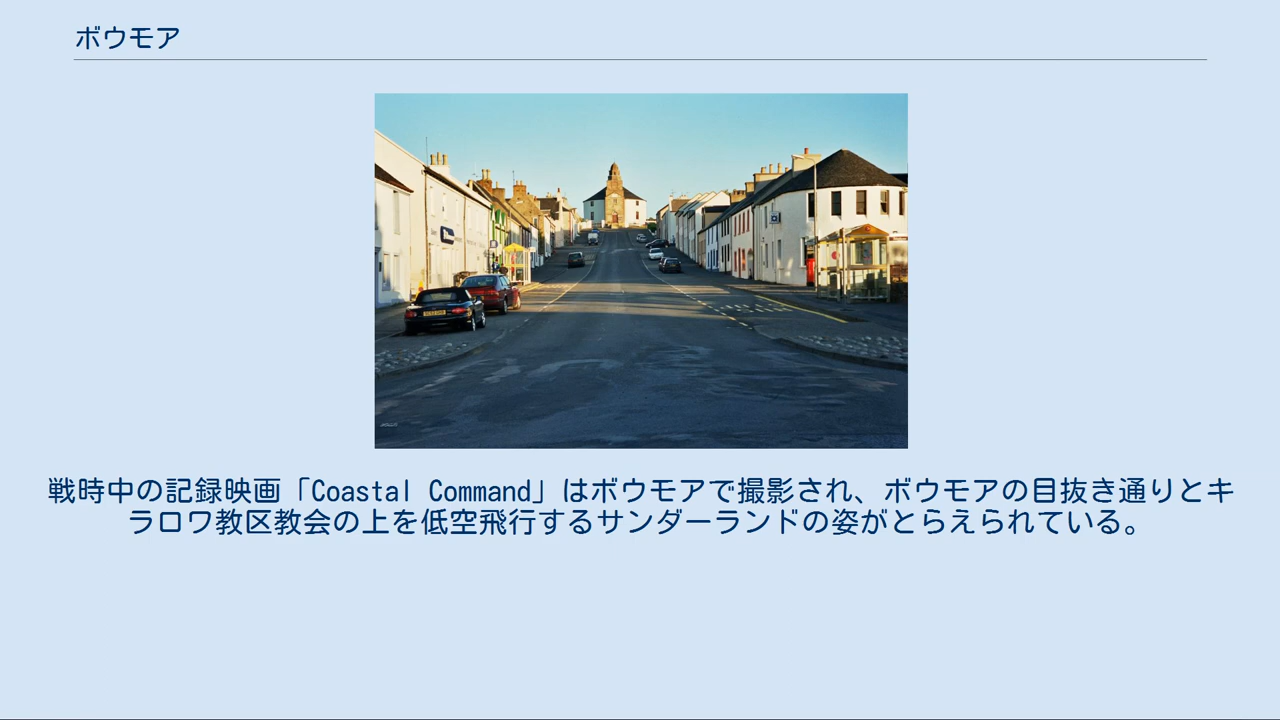 ボウモア
戦時中の記録映画「Coastal Command」はボウモアで撮影され、ボウモアの目抜き通りとキ
ラロワ教区教会の上を低空飛行するサンダーランドの姿がとらえられている。